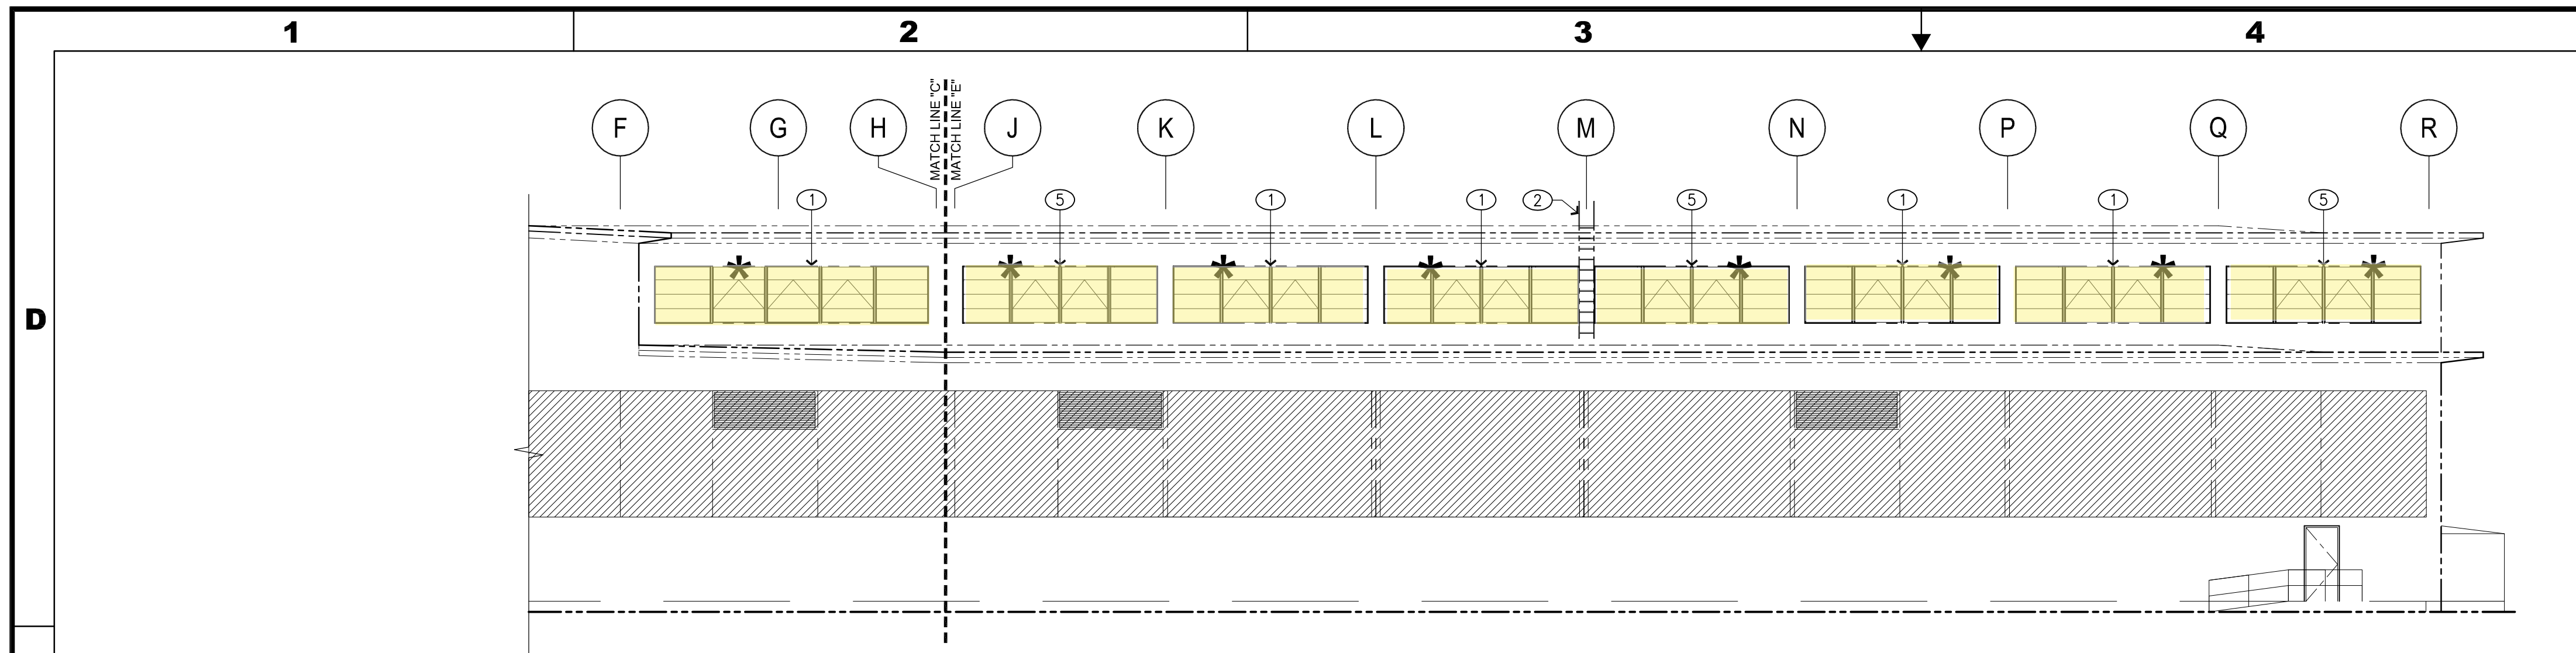 1 2 3 4
MATCH LINE "C"
MATCH LINE "E"
F G H J K L M N P Q R
1 5 1 1 2 5 1 1 5
D